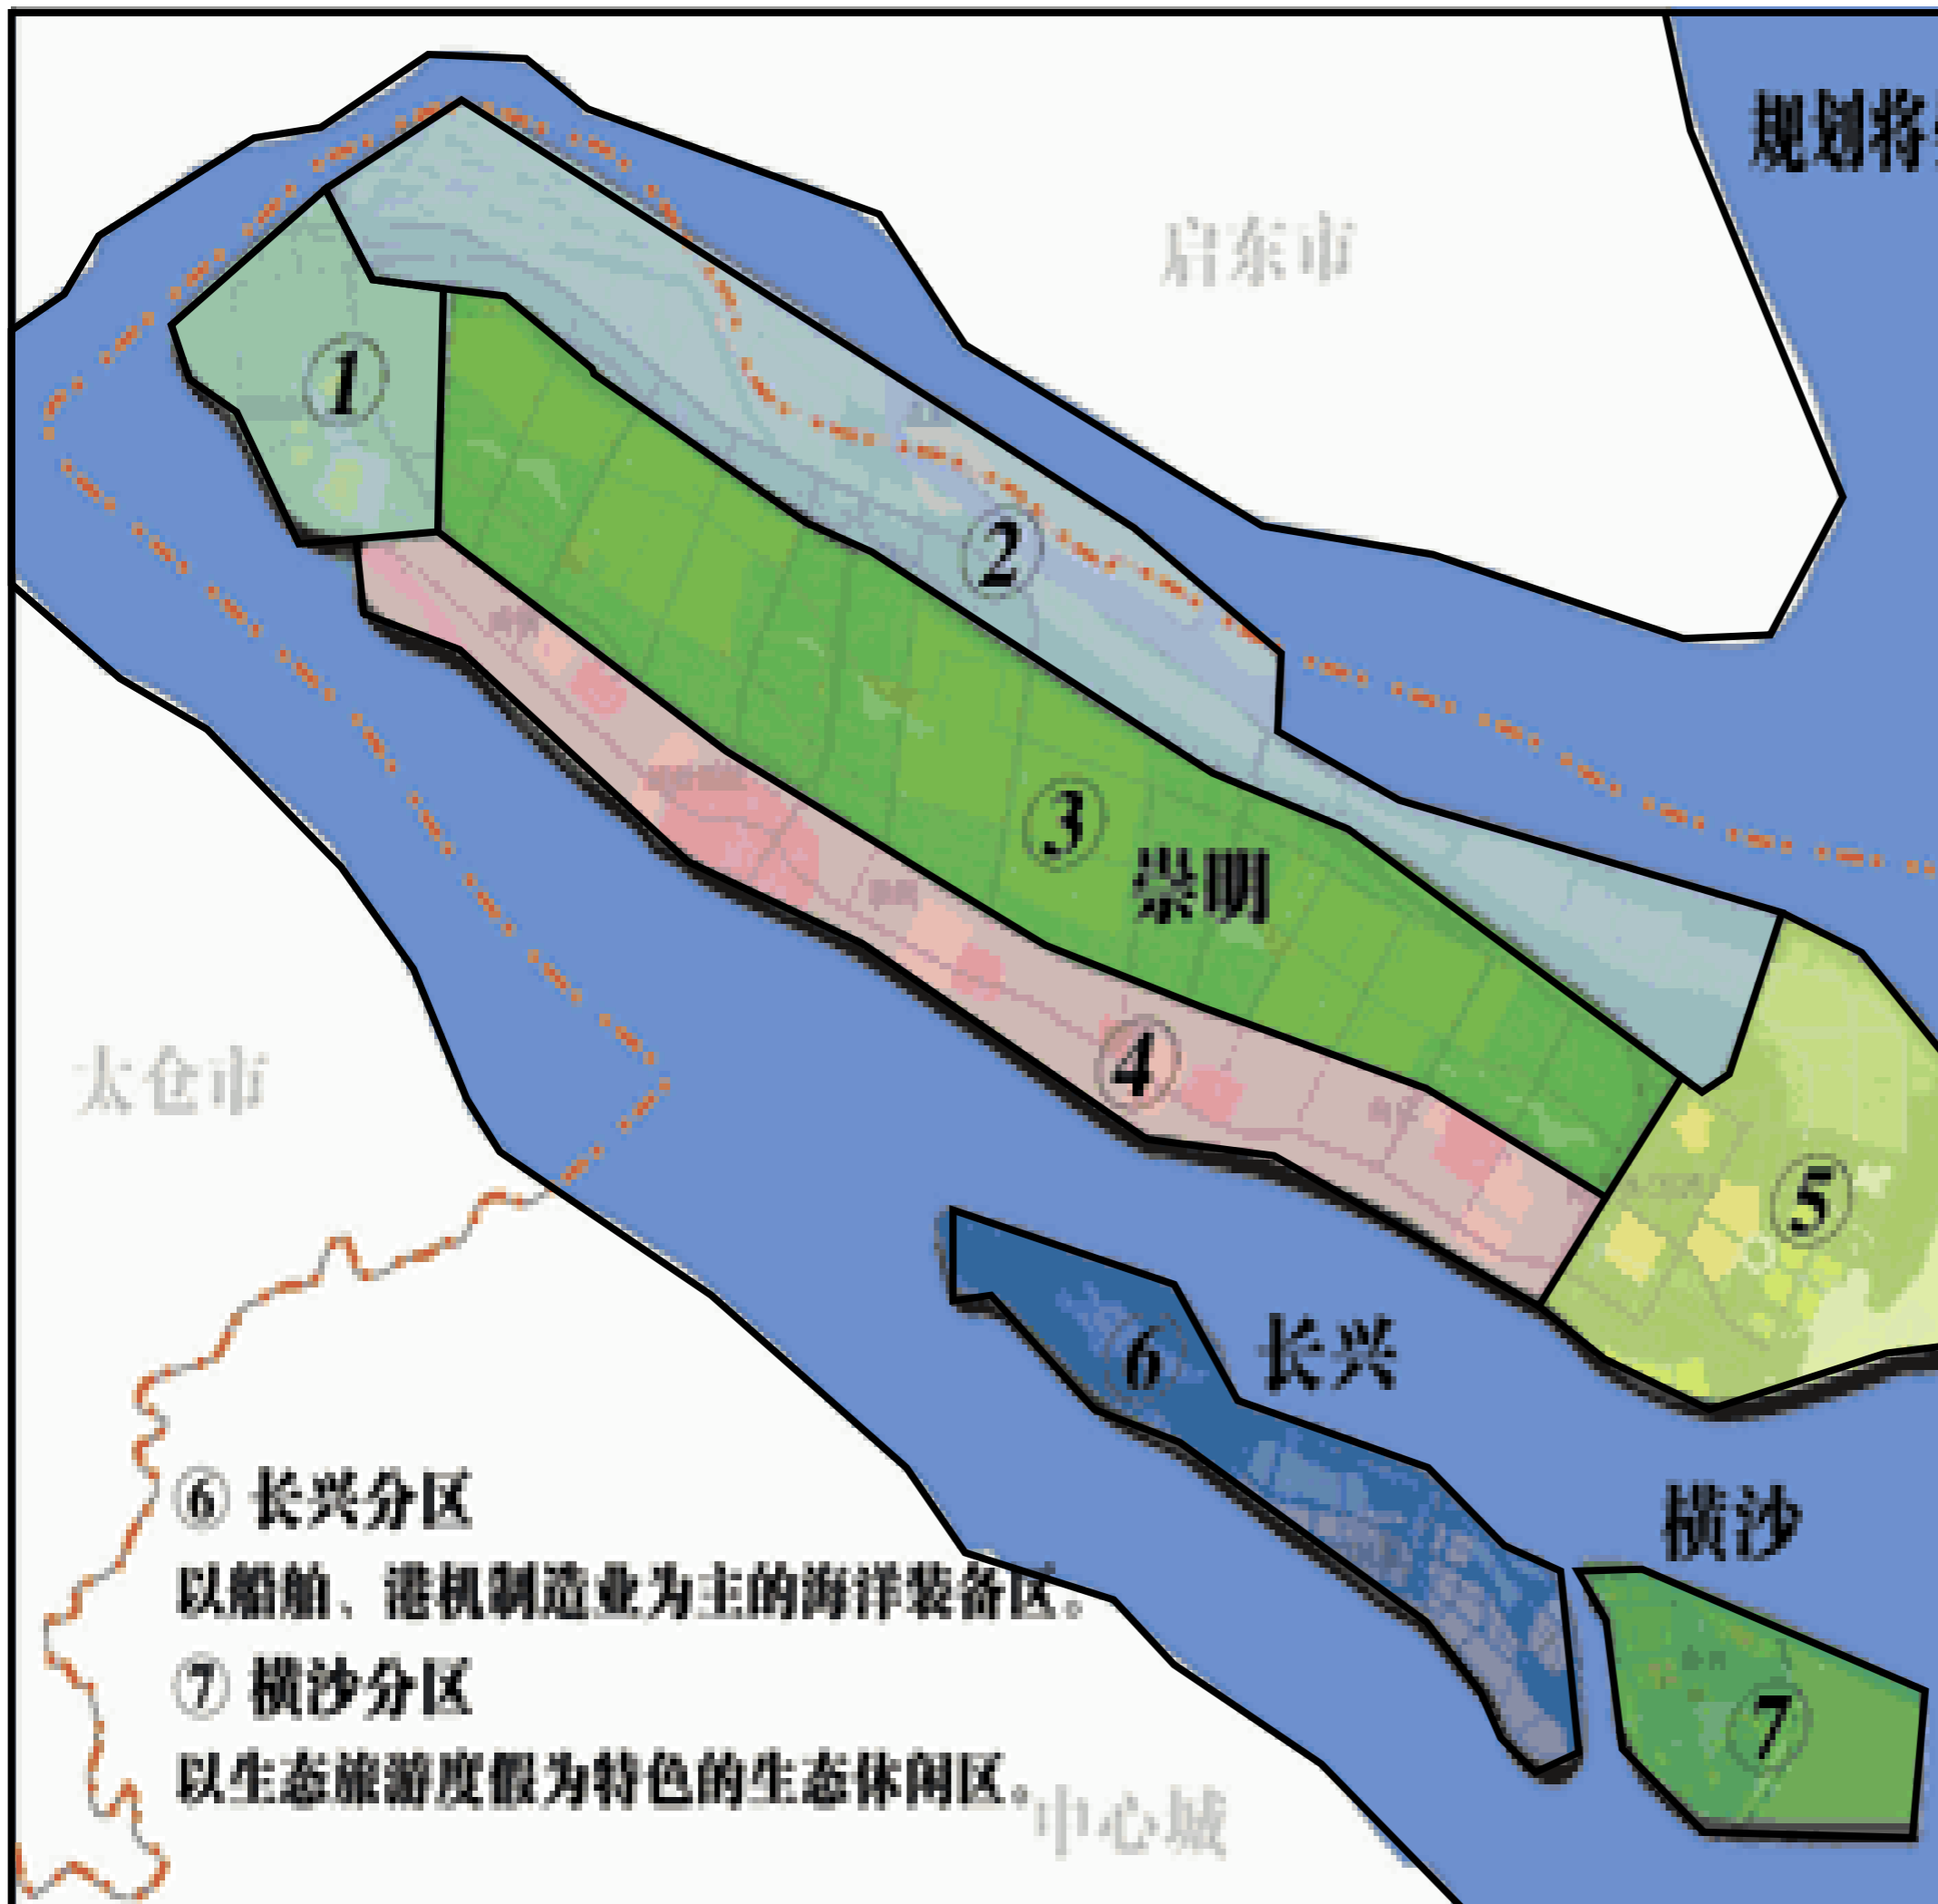 规划将
启东市
①
②
③
崇明
④
太仓市
⑤
⑥
长兴
横沙
⑦
⑥ 长兴分区
以船舶、港机制造业为主的海洋装备区。
⑦ 横沙分区
以生态旅游度假为特色的生态休闲区。
中心城